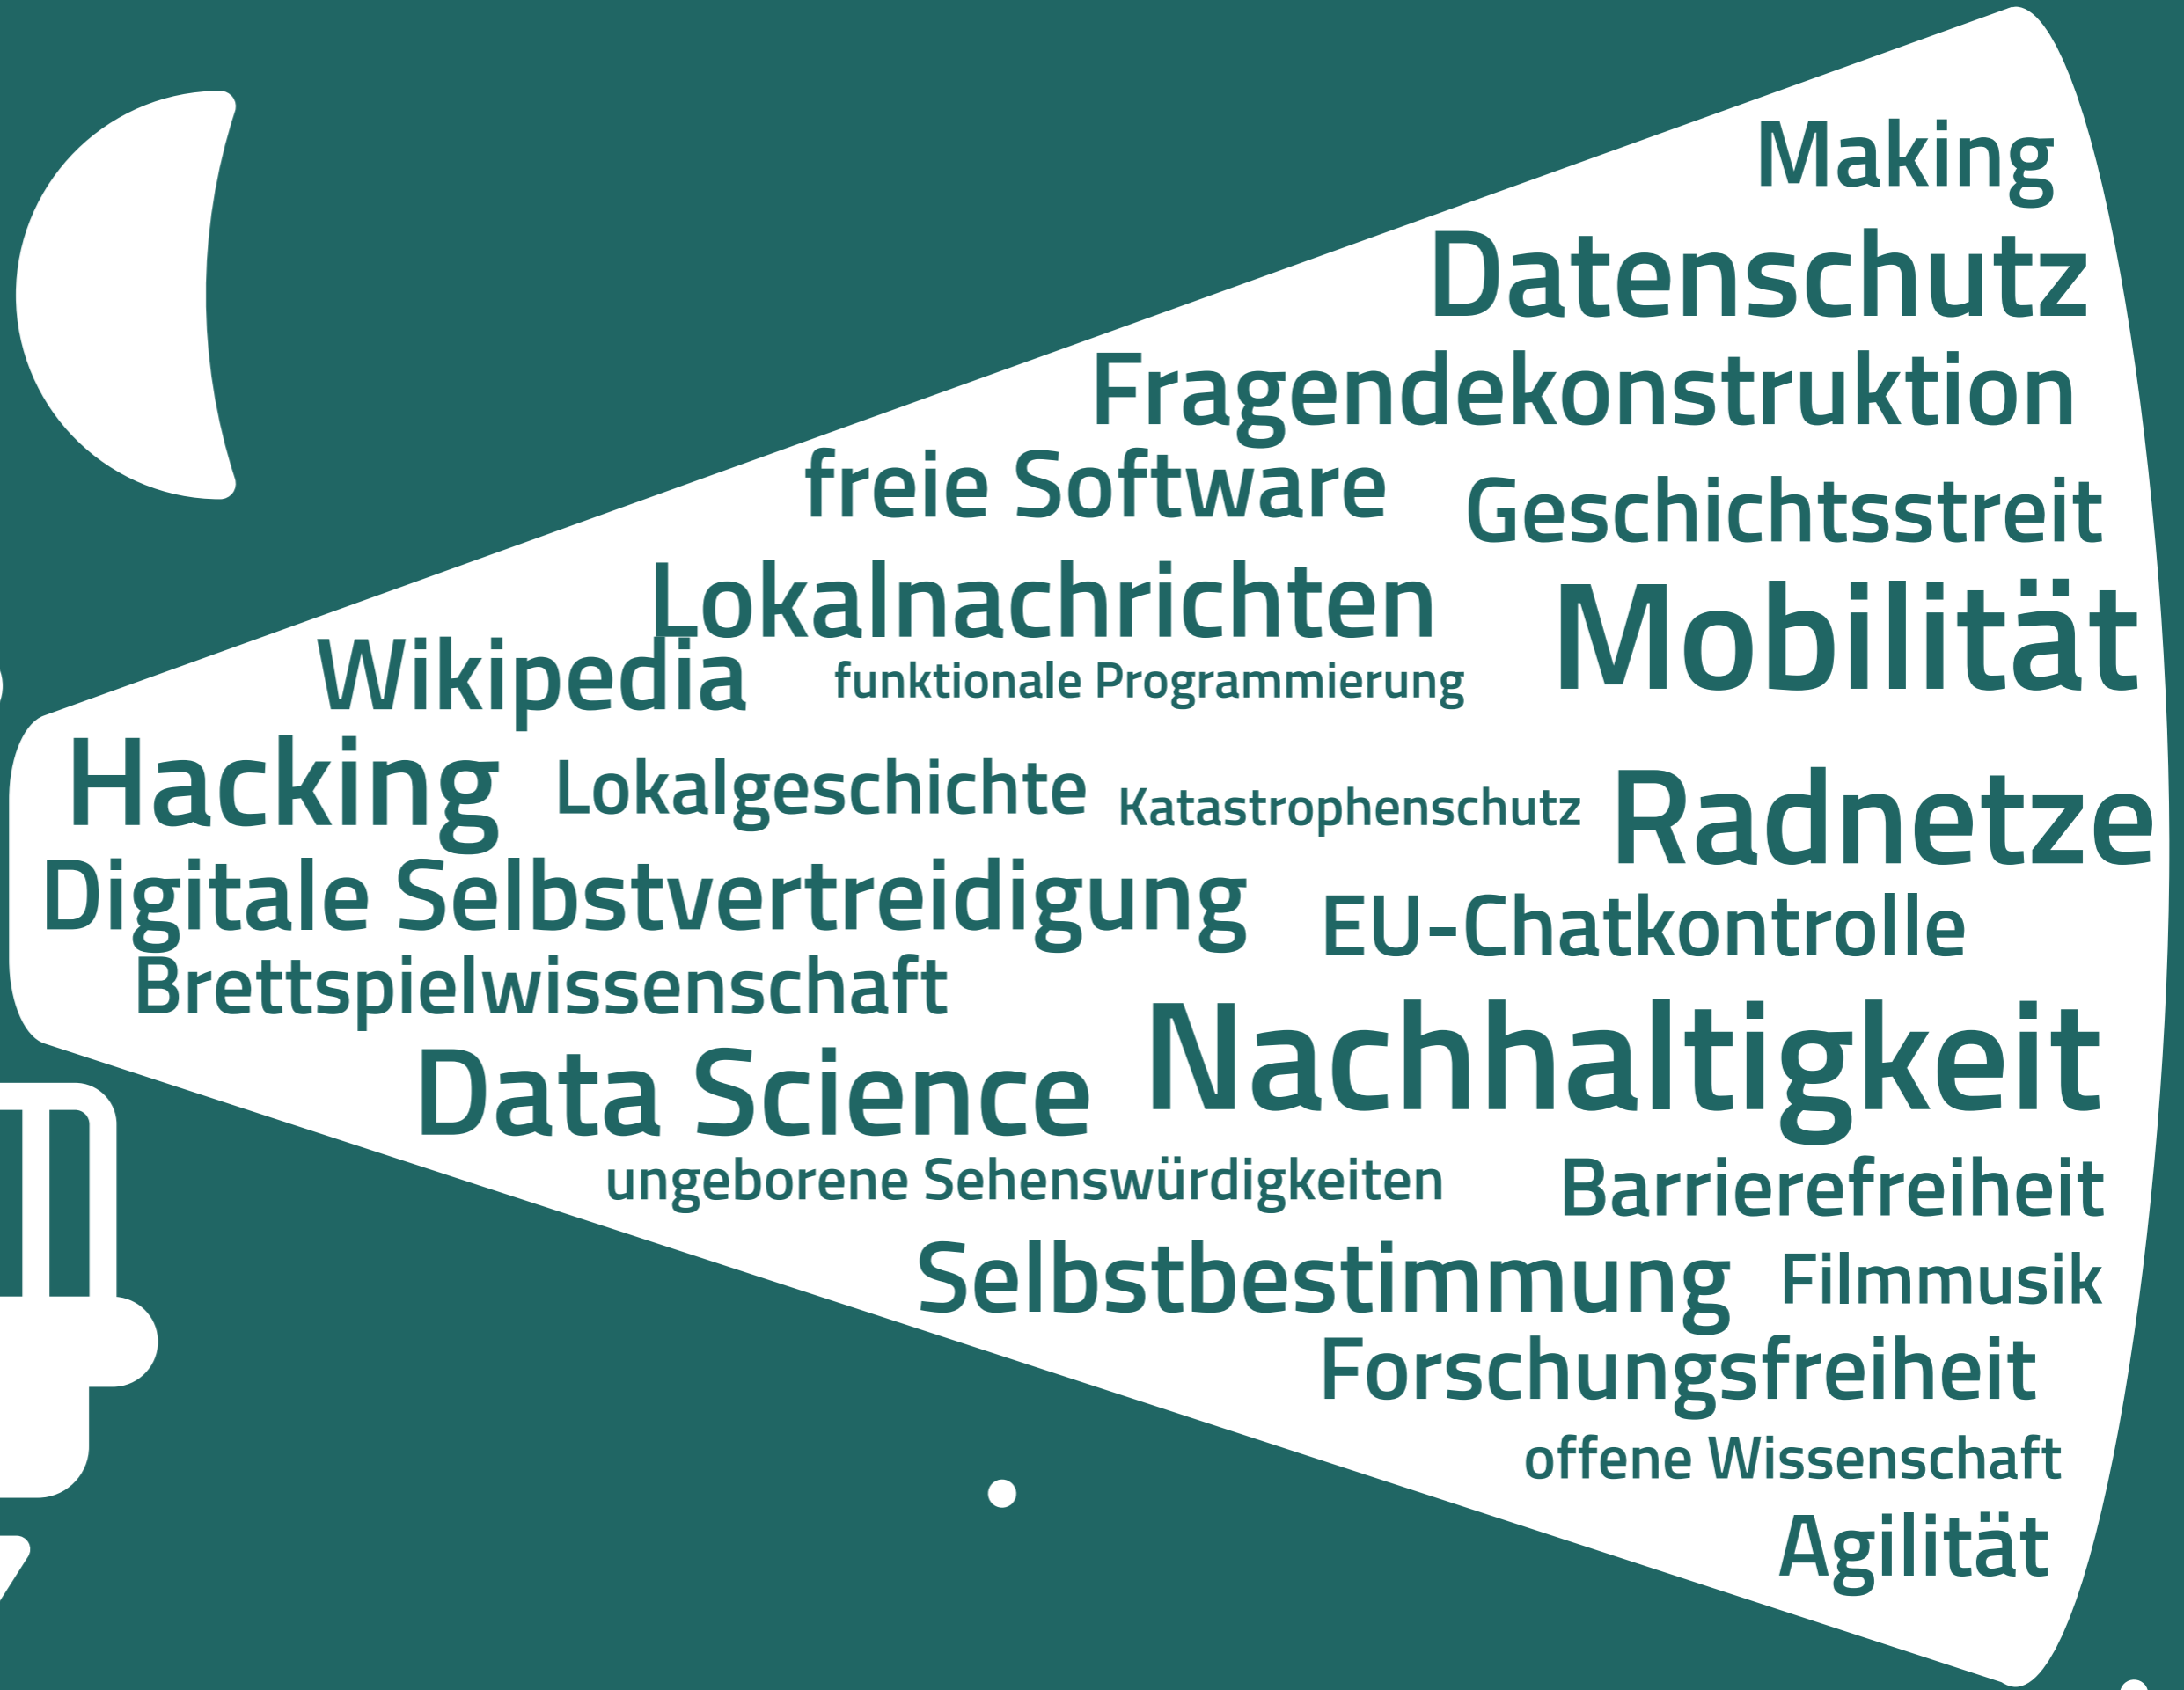 Making
Datenschutz
Fragendekonstruktion
freie Software
Geschichtsstreit
Lokalnachrichten
Mobilität
Wikipedia
funktionale Programmierung
Hacking
Lokalgeschichte
Katastrophenschutz
Radnetze
Digitale Selbstvertreidigung
EU-Chatkontrolle
Brettspielwissenschaft
Nachhaltigkeit
Data Science
ungeborene Sehenswürdigkeiten
Barrierefreiheit
Selbstbestimmung
Filmmusik
Forschungsfreiheit
offene Wissenschaft
Agilität